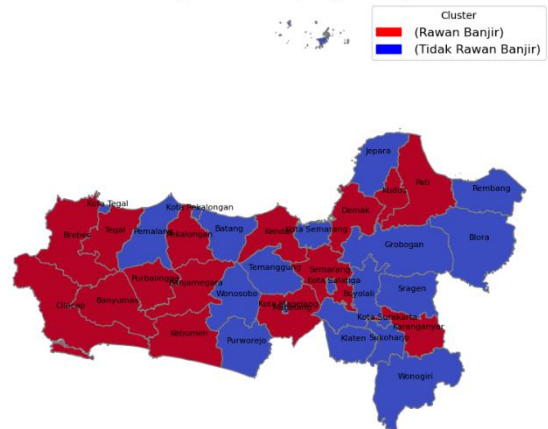 Cluster
(Rawan Banjir)
(Tidak Rawan Banjir)
Jepara
Kudus
Pati
Rembang
Kota Tegal
Kota Pekalongan
Demak
Brebes
Tegal
Pemalang
Pekalongan
Batang
Kendal
Kota Semarang
Grobogan
Blora
Temanggung
Semarang
Purbalingga
Banjarnegara
Kota Salatiga
Cilacap
Banyumas
Wonosobo
Boyolali
Sragen
Kota Magelang
Magelang
Kota Surakarta
Karanganyar
Kebumen
Purworejo
Klaten
Sukoharjo
Wonogiri